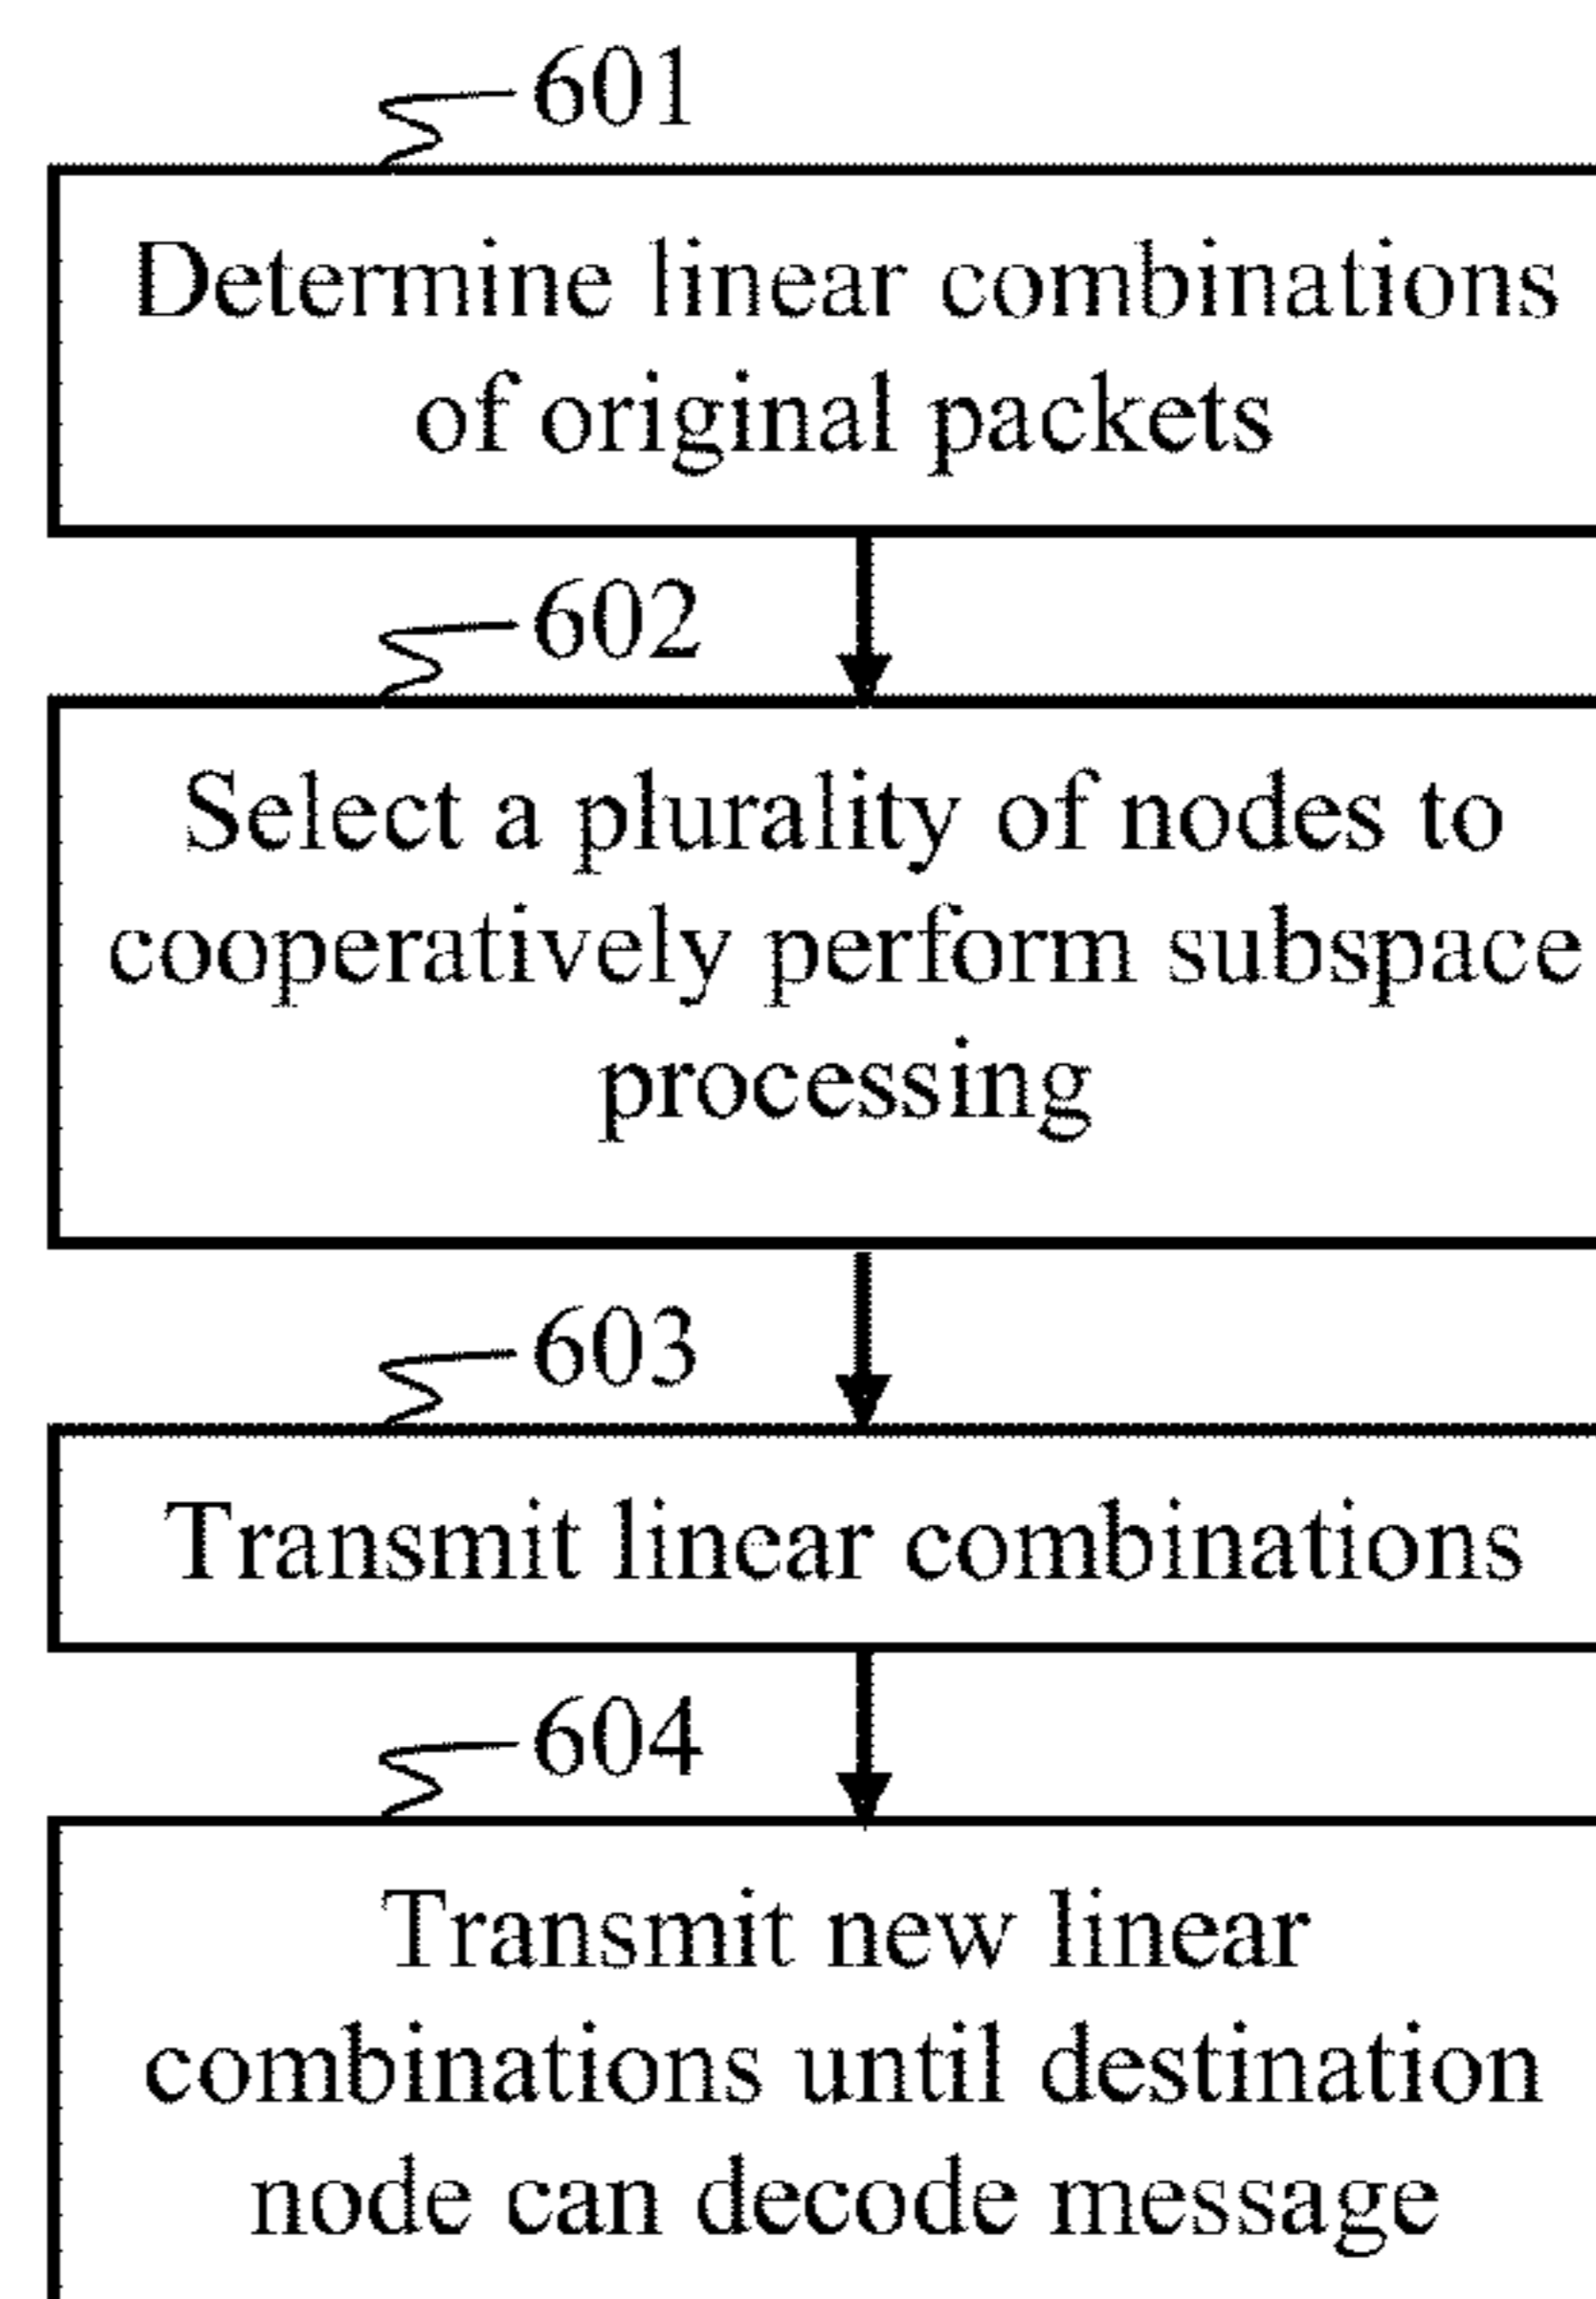 601
Determine linear combinations
of original packets
602
Select a plurality of nodes to
cooperatively perform subspace
processing
603
Transmit linear combinations
604
Transmit new linear
combinations until destination
node can decode message